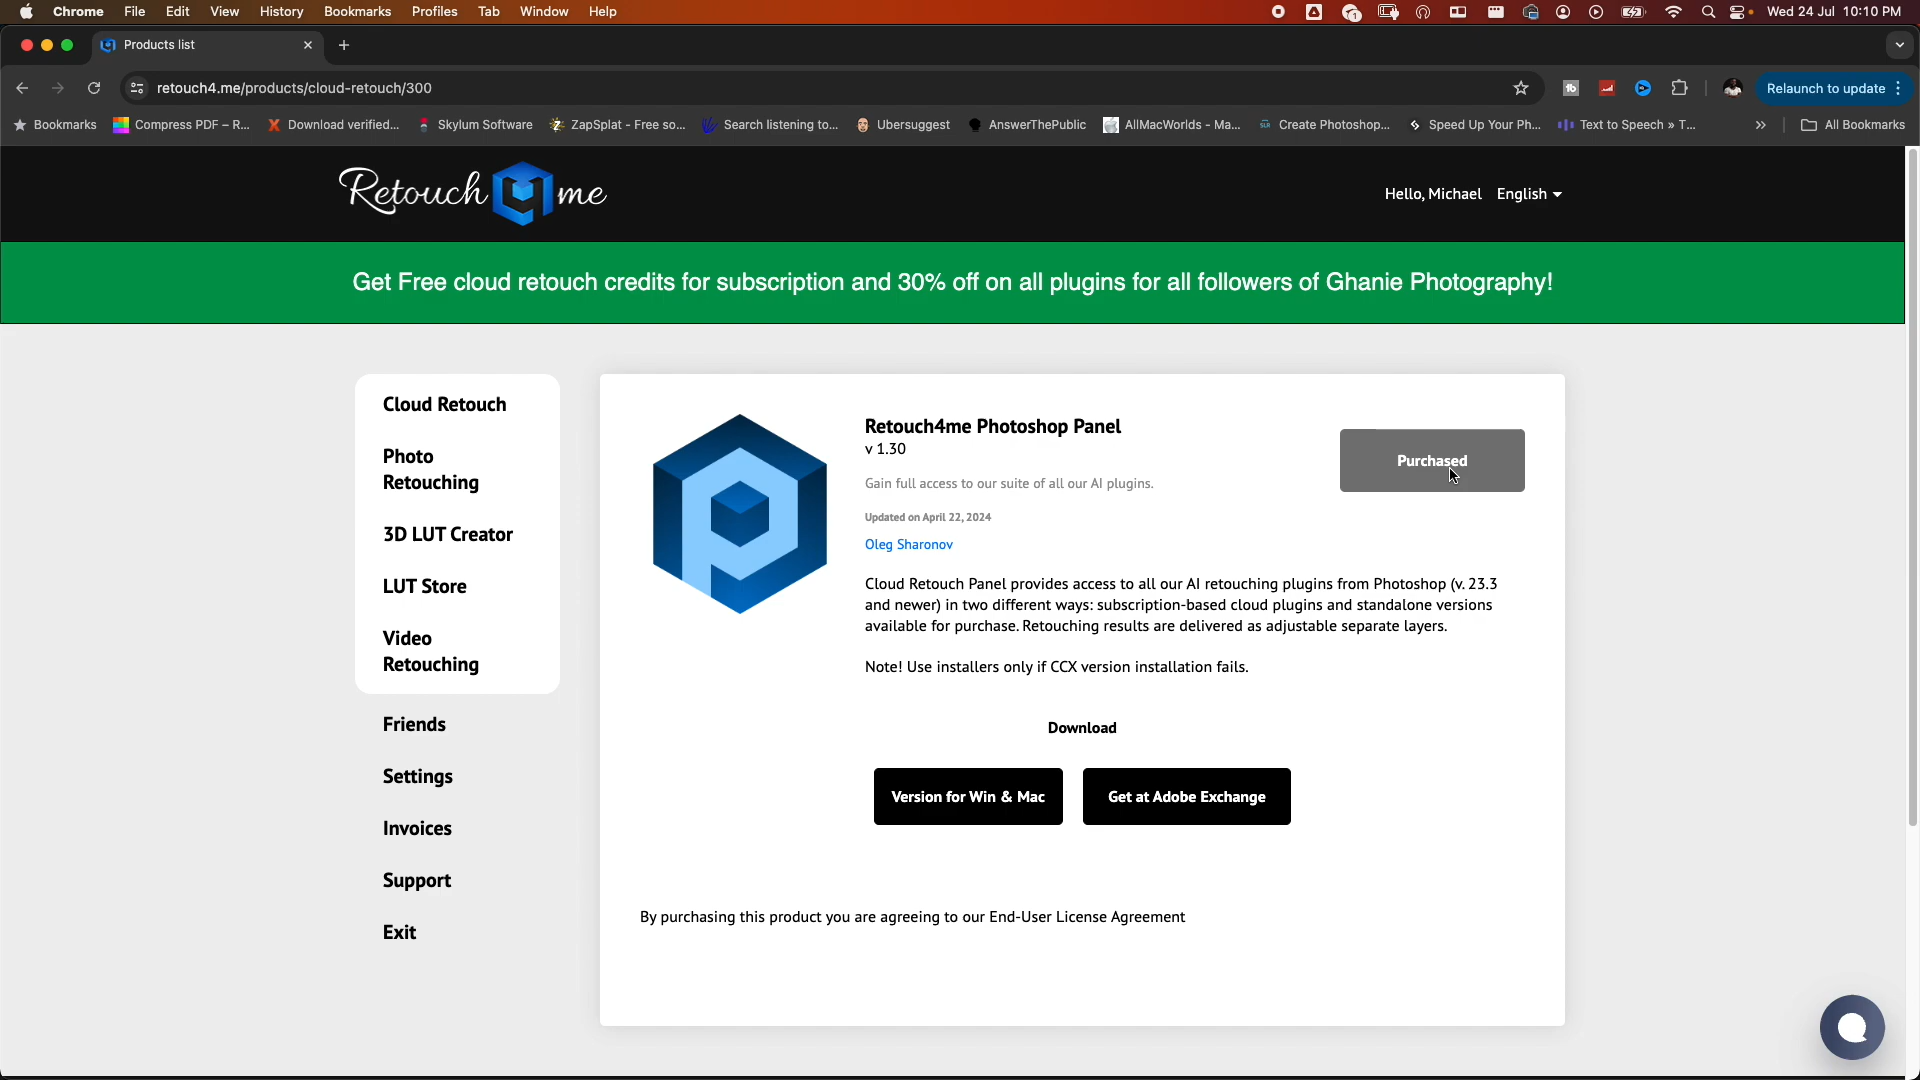 Chrome File Edit View History Bookmarks Profiles Tab Window Help
1
Wed 24 Jul 10:10 PM
Products list
retouch4.me/products/cloud-retouch/300
Relaunch to update
Bookmarks
Compress PDF – R...
Download verified...
Skylum Software
ZapSplat - Free so...
Search listening to...
Ubersuggest
AnswerThePublic
AllMacWorlds - Ma...
Create Photoshop...
Speed Up Your Ph...
Text to Speech » T...
»
All Bookmarks
Retouch4me
Hello, Michael English
Get Free cloud retouch credits for subscription and 30% off on all plugins for all followers of Ghanie Photography!
Cloud Retouch
Photo
Retouching
3D LUT Creator
LUT Store
Video
Retouching
Friends
Settings
Invoices
Support
Exit
Retouch4me Photoshop Panel
v 1.30
Purchased
Gain full access to our suite of all our AI plugins.
Updated on April 22, 2024
Oleg Sharonov
Cloud Retouch Panel provides access to all our AI retouching plugins from Photoshop (v. 23.3
and newer) in two different ways: subscription-based cloud plugins and standalone versions
available for purchase. Retouching results are delivered as adjustable separate layers.
Note! Use installers only if CCX version installation fails.
Download
Version for Win & Mac
Get at Adobe Exchange
By purchasing this product you are agreeing to our End-User License Agreement